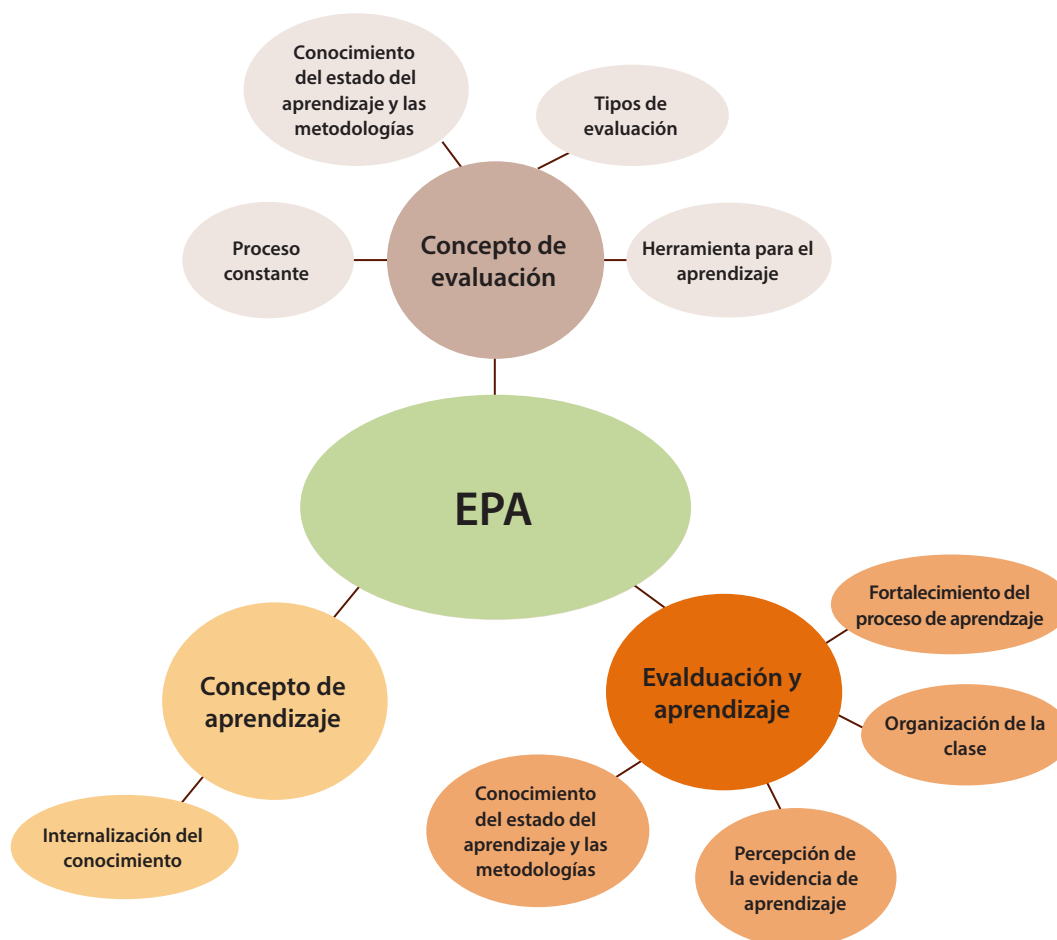 Conocimiento
del estado del
aprendizaje y las
metodologías
Tipos de
evaluación
Proceso
constante
Concepto de
evaluación
Herramienta para el
aprendizaje
EPA
Concepto de
aprendizaje
Internalización del
conocimiento
Evalduación y
aprendizaje
Fortalecimiento del
proceso de aprendzaje
Organización de la
clase
Conocimiento
del estado del
aprendizaje y las
metodologías
Percepción de
la evidencia de
aprendizaje